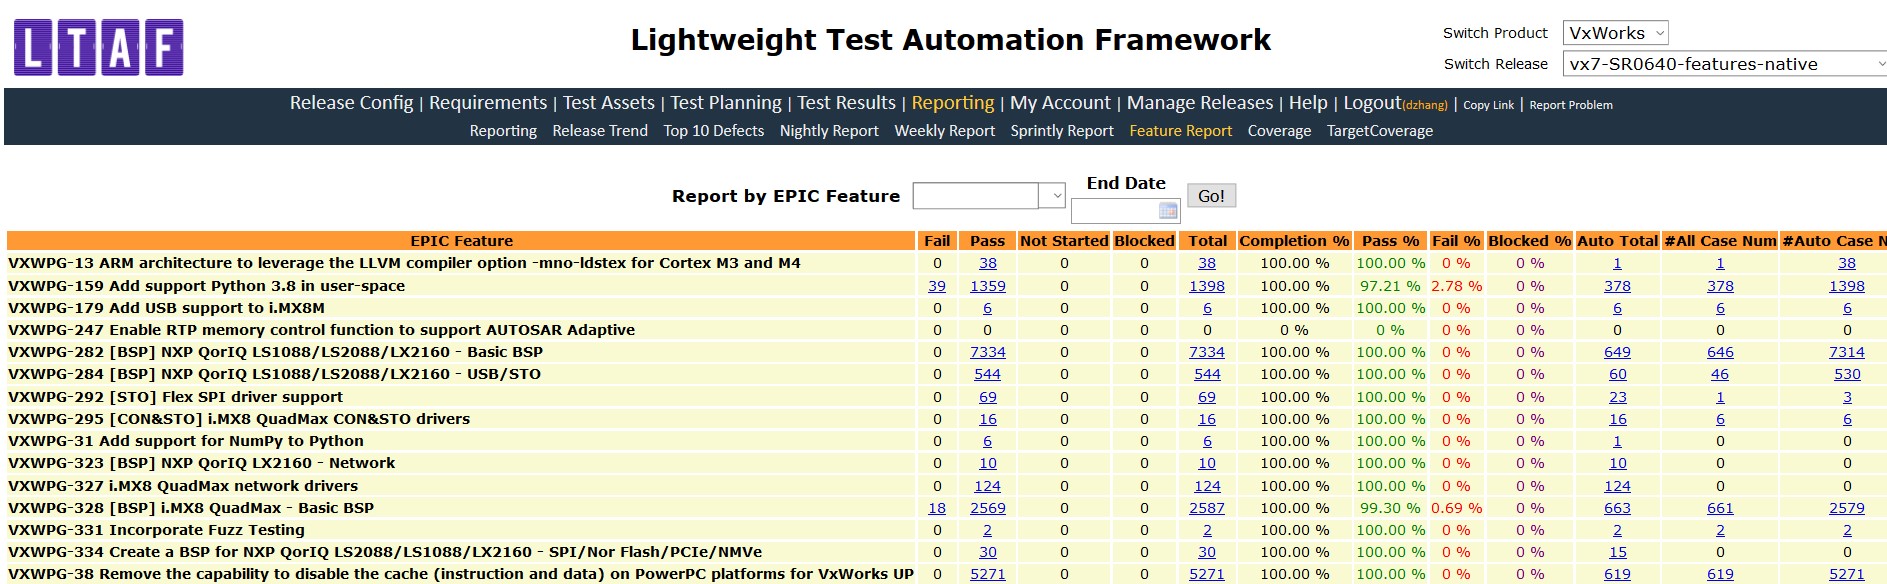 LTAF
Lightweight Test Automation Framework
Switch Product VxWorks
Switch Release vx7-SR0640-features-native
Release Config | Requirements | Test Assets | Test Planning | Test Results | Reporting | My Account | Manage Releases | Help | Logout(dzhang) | Copy Link | Report Problem
Reporting Release Trend Top 10 Defects Nightly Report Weekly Report Sprintly Report Feature Report Coverage TargetCoverage
Report by EPIC Feature End Date Go!
EPIC Feature Fail Pass Not Started Blocked Total Completion % Pass % Fail % Blocked % Auto Total #All Case Num #Auto Case N
VXWPG-13 ARM architecture to leverage the LLVM compiler option -mno-ldstex for Cortex M3 and M4 0 38 0 0 38 100.00 % 100.00 % 0 % 0 % 1 1 38
VXWPG-159 Add support Python 3.8 in user-space 39 1359 0 0 1398 100.00 % 97.21 % 2.78 % 0 % 378 378 1398
VXWPG-179 Add USB support to i.MX8M 0 6 0 0 6 100.00 % 100.00 % 0 % 0 % 6 6 6
VXWPG-247 Enable RTP memory control function to support AUTOSAR Adaptive 0 0 0 0 0 0 % 0 % 0 % 0 % 0 0 0
VXWPG-282 [BSP] NXP QorIQ LS1088/LS2088/LX2160 - Basic BSP 0 7334 0 0 7334 100.00 % 100.00 % 0 % 0 % 649 646 7314
VXWPG-284 [BSP] NXP QorIQ LS1088/LS2088/LX2160 - USB/STO 0 544 0 0 544 100.00 % 100.00 % 0 % 0 % 60 46 530
VXWPG-292 [STO] Flex SPI driver support 0 69 0 0 69 100.00 % 100.00 % 0 % 0 % 23 1 3
VXWPG-295 [CON&STO] i.MX8 QuadMax CON&STO drivers 0 16 0 0 16 100.00 % 100.00 % 0 % 0 % 16 6 6
VXWPG-31 Add support for NumPy to Python 0 6 0 0 6 100.00 % 100.00 % 0 % 0 % 1 0 0
VXWPG-323 [BSP] NXP QorIQ LX2160 - Network 0 10 0 0 10 100.00 % 100.00 % 0 % 0 % 10 0 0
VXWPG-327 i.MX8 QuadMax network drivers 0 124 0 0 124 100.00 % 100.00 % 0 % 0 % 124 0 0
VXWPG-328 [BSP] i.MX8 QuadMax - Basic BSP 18 2569 0 0 2587 100.00 % 99.30 % 0.69 % 0 % 663 661 2579
VXWPG-331 Incorporate Fuzz Testing 0 2 0 0 2 100.00 % 100.00 % 0 % 0 % 2 2 2
VXWPG-334 Create a BSP for NXP QorIQ LS2088/LS1088/LX2160 - SPI/Nor Flash/PCIe/NMVe 0 30 0 0 30 100.00 % 100.00 % 0 % 0 % 15 0 0
VXWPG-38 Remove the capability to disable the cache (instruction and data) on PowerPC platforms for VxWorks UP 0 5271 0 0 5271 100.00 % 100.00 % 0 % 0 % 619 619 5271